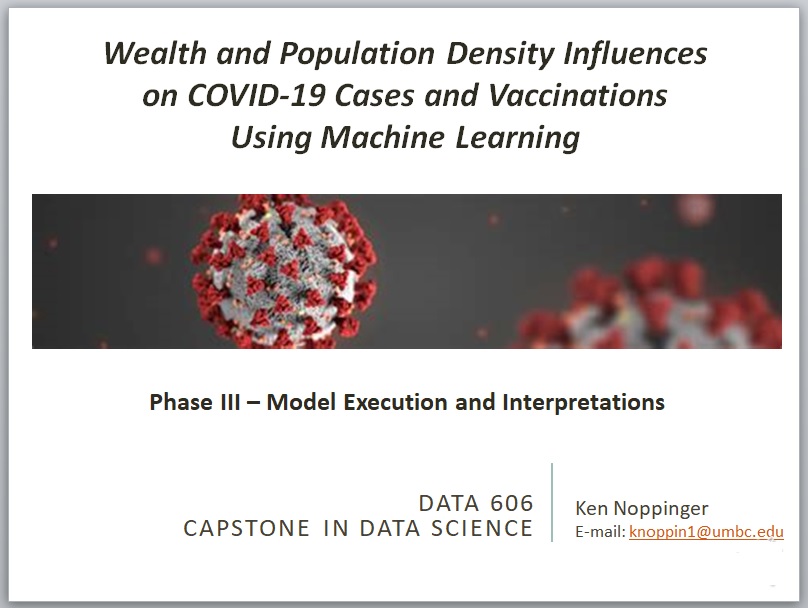 Wealth and Population Density Influences
on COVID-19 Cases and Vaccinations
Using Machine Learning
Phase III – Model Execution and Interpretations
DATA 606
CAPSTONE IN DATA SCIENCE
Ken Noppinger
E-mail: knoppin1@umbc.edu